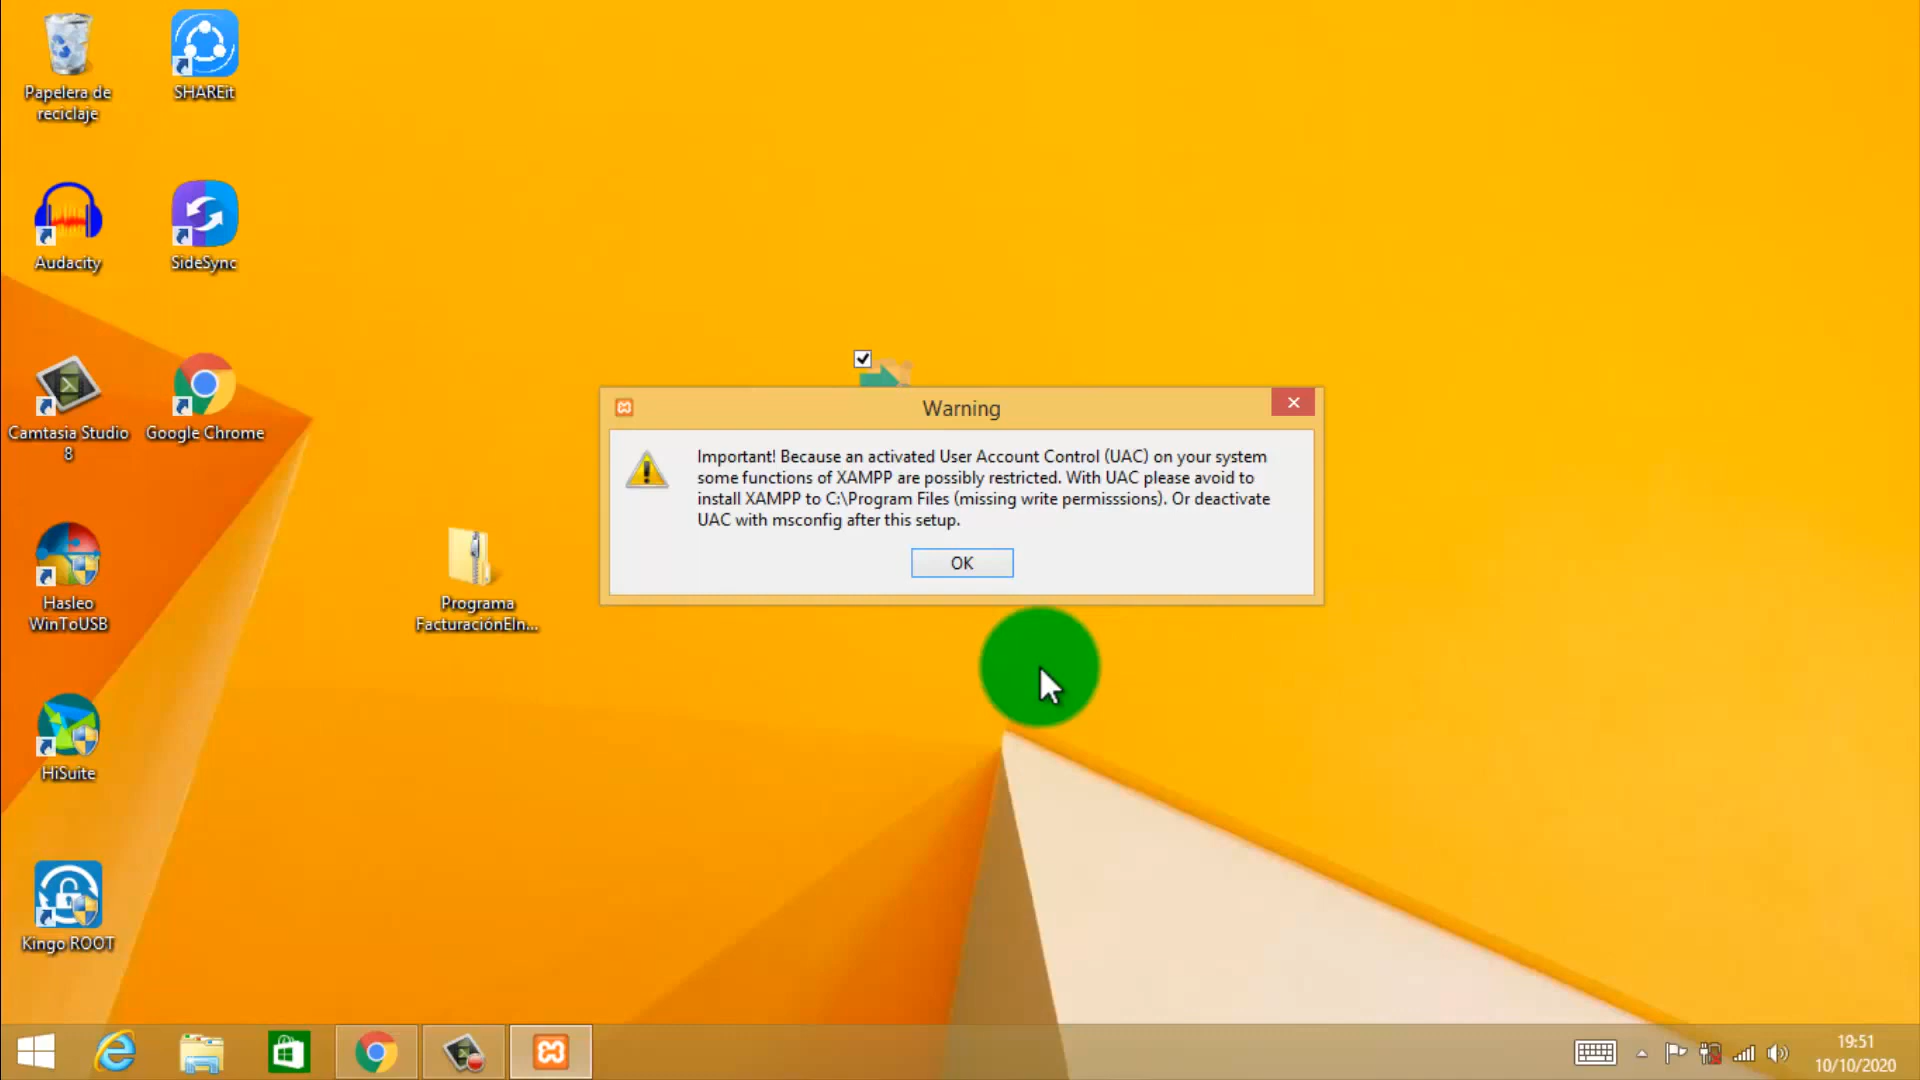 Papelera de
reciclaje
SHAREit
Audacity
SideSync
Camtasia Studio
8
Google Chrome
Warning
Important! Because an activated User Account Control (UAC) on your system
some functions of XAMPP are possibly restricted. With UAC please avoid to
install XAMPP to C:\Program Files (missing write permisssions). Or deactivate
UAC with msconfig after this setup.
OK
Hasleo
WinToUSB
Programa
FacturaciónEIn...
HiSuite
Kingo ROOT
19:51
10/10/2020